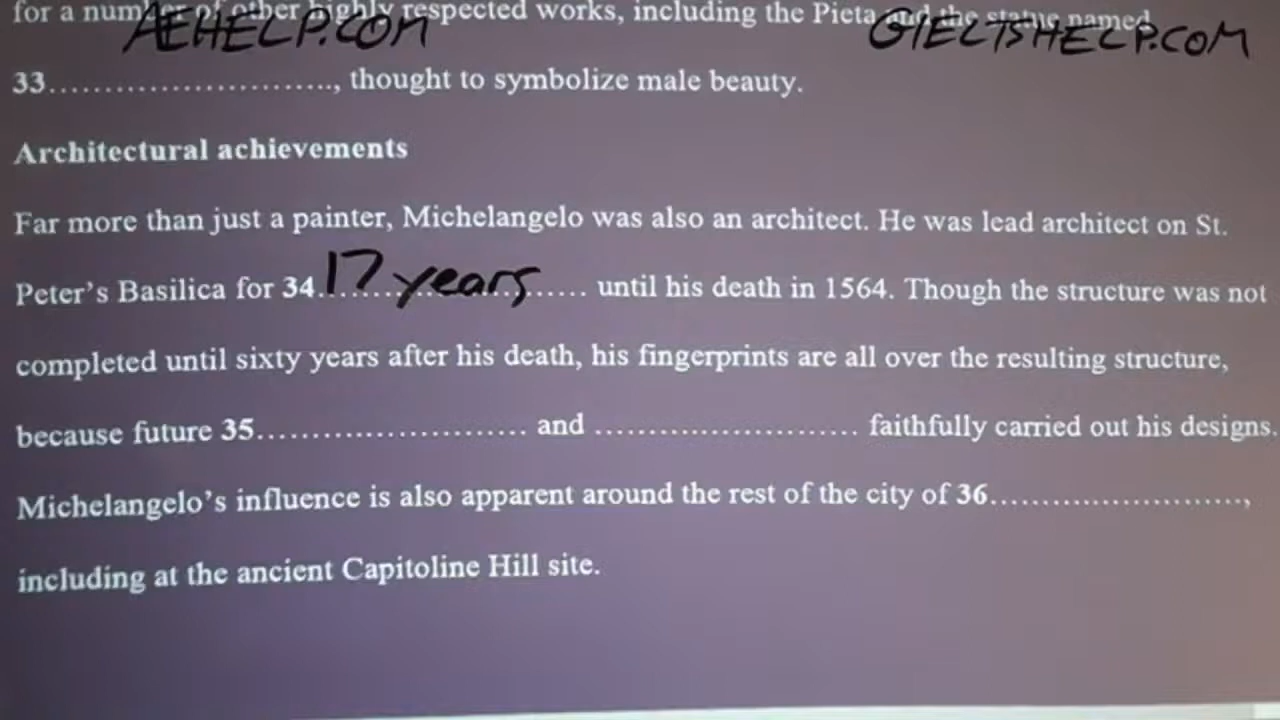 for a number of other highly respected works, including the Pieta and the statue named
AEHELP.COM GIELTSHELP.COM
33.........................., thought to symbolize male beauty.
Architectural achievements
Far more than just a painter, Michelangelo was also an architect. He was lead architect on St.
Peter's Basilica for 34. 17 years ...... until his death in 1564. Though the structure was not
completed until sixty years after his death, his fingerprints are all over the resulting structure,
because future 35......................... and ........................ faithfully carried out his designs.
Michelangelo's influence is also apparent around the rest of the city of 36.......................,
including at the ancient Capitoline Hill site.